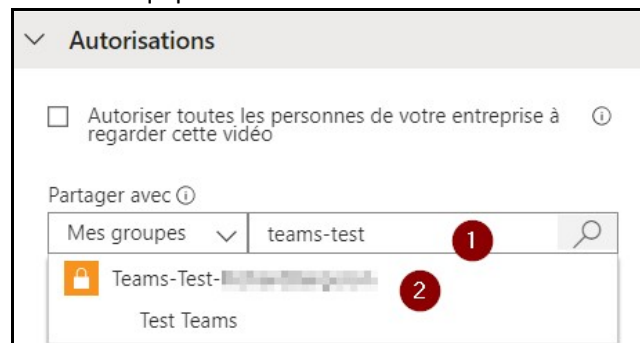 Autorisations
Autoriser toutes les personnes de votre entreprise à
regarder cette vidéo
Partager avec
Mes groupes teams-test 1
Teams-Test- 2
Test Teams